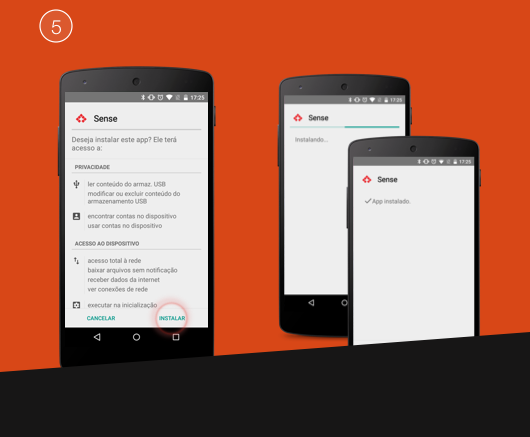 5
17:25
Sense
Deseja instalar este app? Ele terá
acesso a:
PRIVACIDADE
ler conteúdo do armaz. USB
modificar ou excluir conteúdo do
armazenamento USB
encontrar contas no dispositivo
usar contas no dispositivo
ACESSO AO DISPOSITIVO
acesso total à rede
baixar arquivos sem notificação
receber dados da internet
ver conexões de rede
executar na inicialização
CANCELAR INSTALAR
17:25
Sense
Instalando...
17:25
Sense
App instalado.